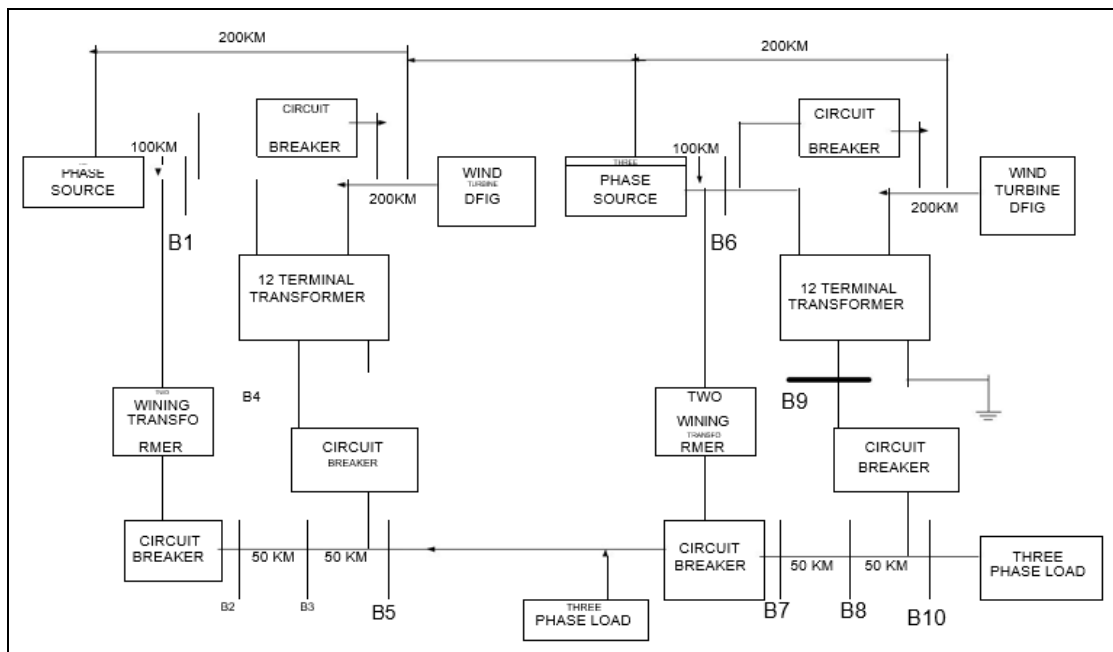 200KM
200KM
CIRCUIT
BREAKER
CIRCUIT
BREAKER
100KM
100KM
PHASE
SOURCE
THREE
PHASE
SOURCE
WIND
TURBINE
DFIG
WIND
TURBINE
DFIG
200KM
200KM
B1
B6
12 TERMINAL
TRANSFORMER
12 TERMINAL
TRANSFORMER
TWO
WINING
TRANSFO
RMER
B4
TWO
WINING
TRANSFO
RMER
B9
CIRCUIT
BREAKER
CIRCUIT
BREAKER
CIRCUIT
BREAKER
50 KM
50 KM
CIRCUIT
BREAKER
50 KM
50 KM
THREE
PHASE LOAD
B2
B3
B5
THREE
PHASE LOAD
B7
B8
B10